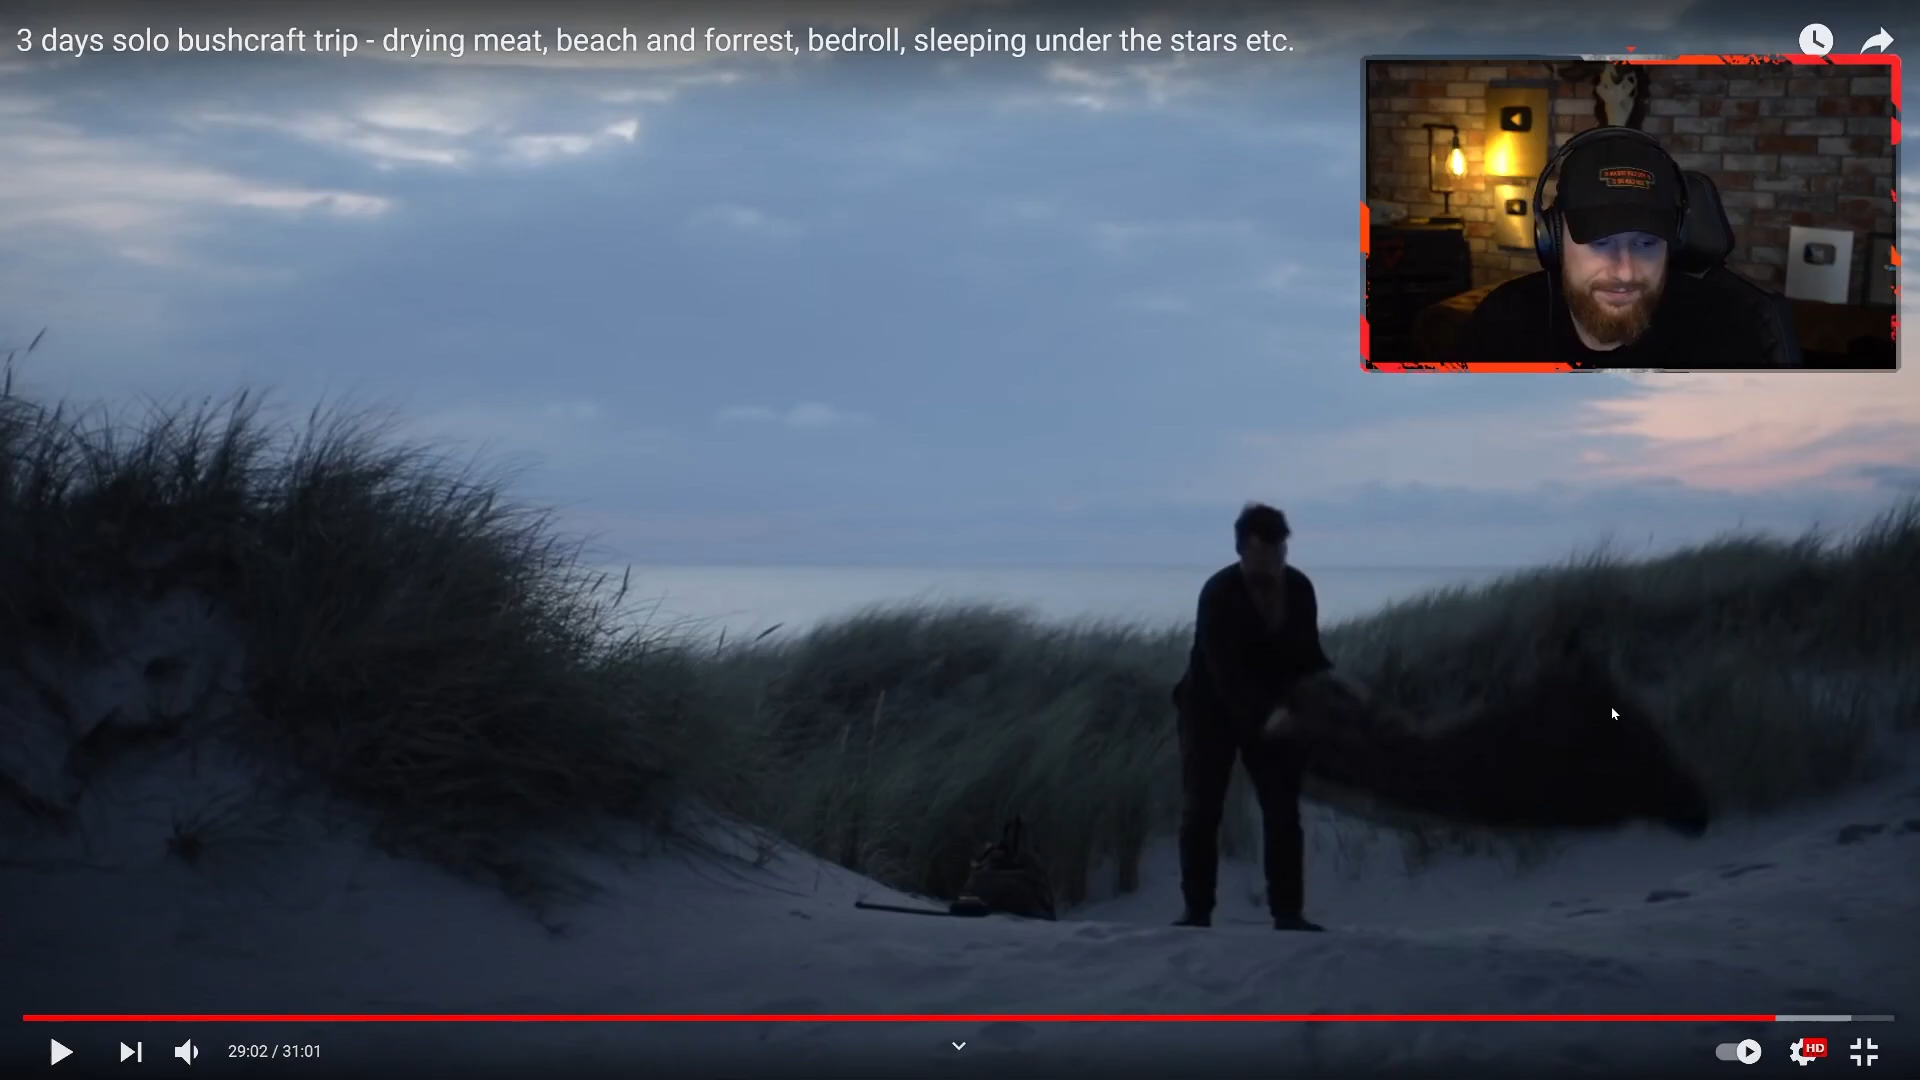 3 days solo bushcraft trip - drying meat, beach and forrest, bedroll, sleeping under the stars etc.
29:02 / 31:01
HD